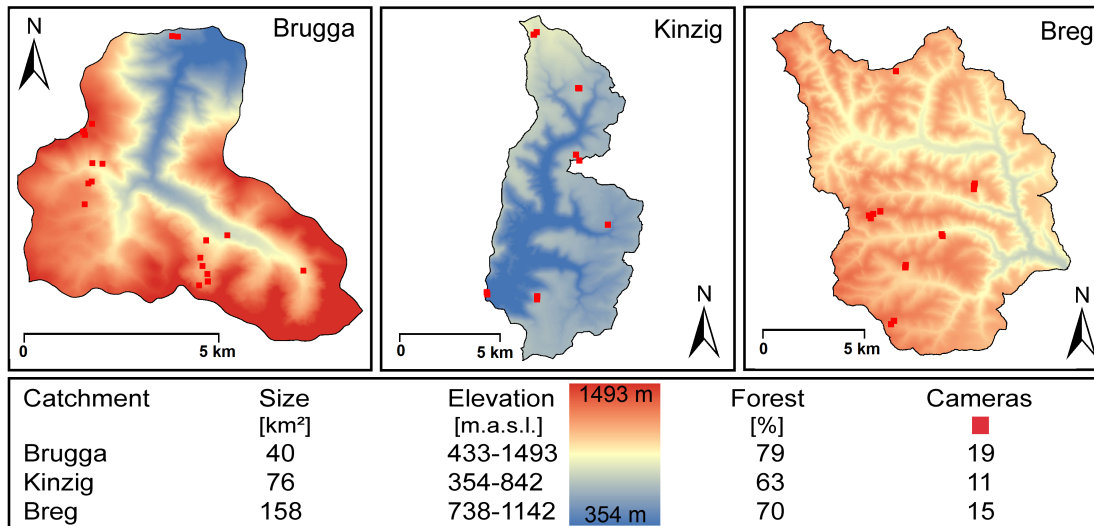 Brugga
N
0 5 km
Kinzig
N
0 5 km
Breg
N
0 5 km
Catchment Size Elevation 1493 m Forest Cameras
[km²] [m.a.s.l.] [%]
Brugga 40 433-1493 79 19
Kinzig 76 354-842 63 11
Breg 158 738-1142 354 m 70 15